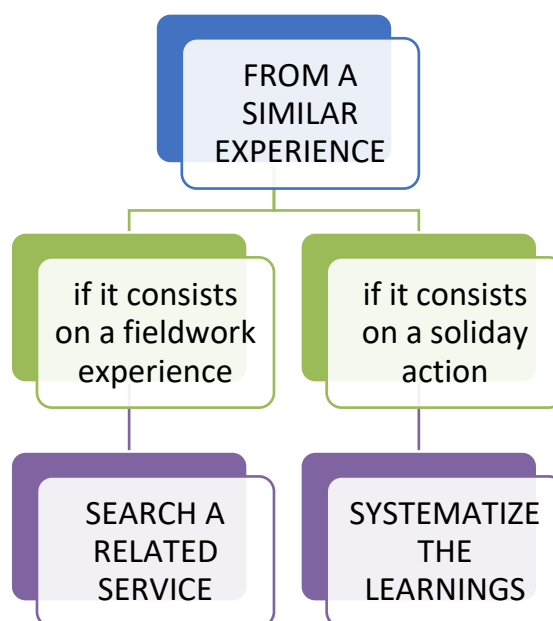 FROM A
SIMILAR
EXPERIENCE
if it consists
on a fieldwork
experience
if it consists
on a soliday
action
SEARCH A
RELATED
SERVICE
SYSTEMATIZE
THE
LEARNINGS